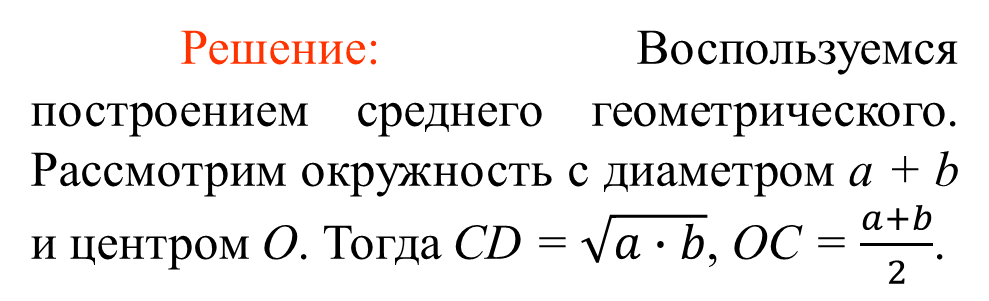 Решение: Воспользуемся
построением среднего геометрического.
Рассмотрим окружность с диаметром a + b
и центром O. Тогда CD = √(a · b), OC = (a+b)/2.